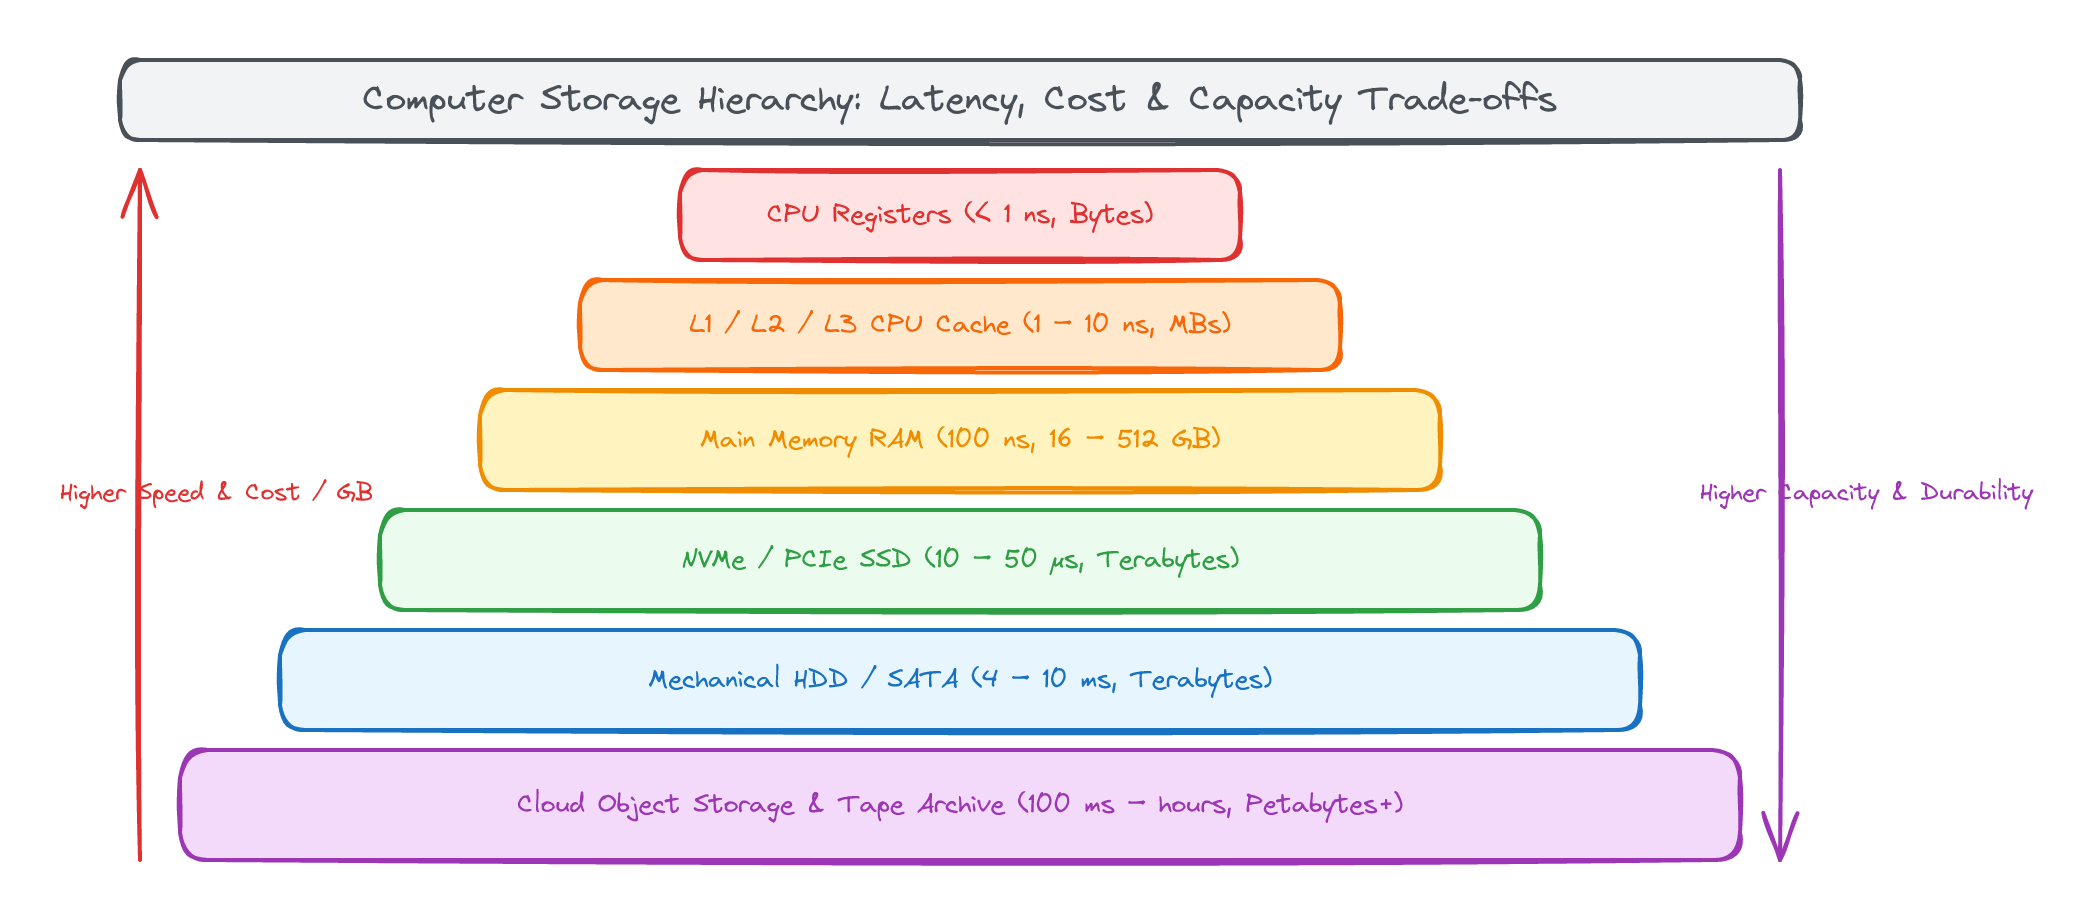 Computer Storage Hierarchy: Latency, Cost & Capacity Trade-offs
CPU Registers (< 1 ns, Bytes)
L1 / L2 / L3 CPU Cache (1 – 10 ns, MBs)
Main Memory RAM (100 ns, 16 – 512 GB)
Higher Speed & Cost / GB
Higher Capacity & Durability
NVMe / PCIe SSD (10 – 50 µs, Terabytes)
Mechanical HDD / SATA (4 – 10 ms, Terabytes)
Cloud Object Storage & Tape Archive (100 ms – hours, Petabytes+)